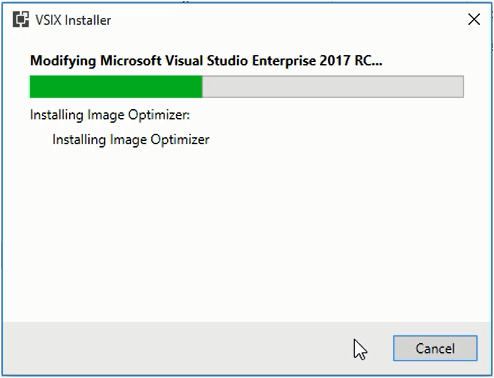 VSIX Installer
Modifying Microsoft Visual Studio Enterprise 2017 RC...
Installing Image Optimizer:
Installing Image Optimizer
Cancel